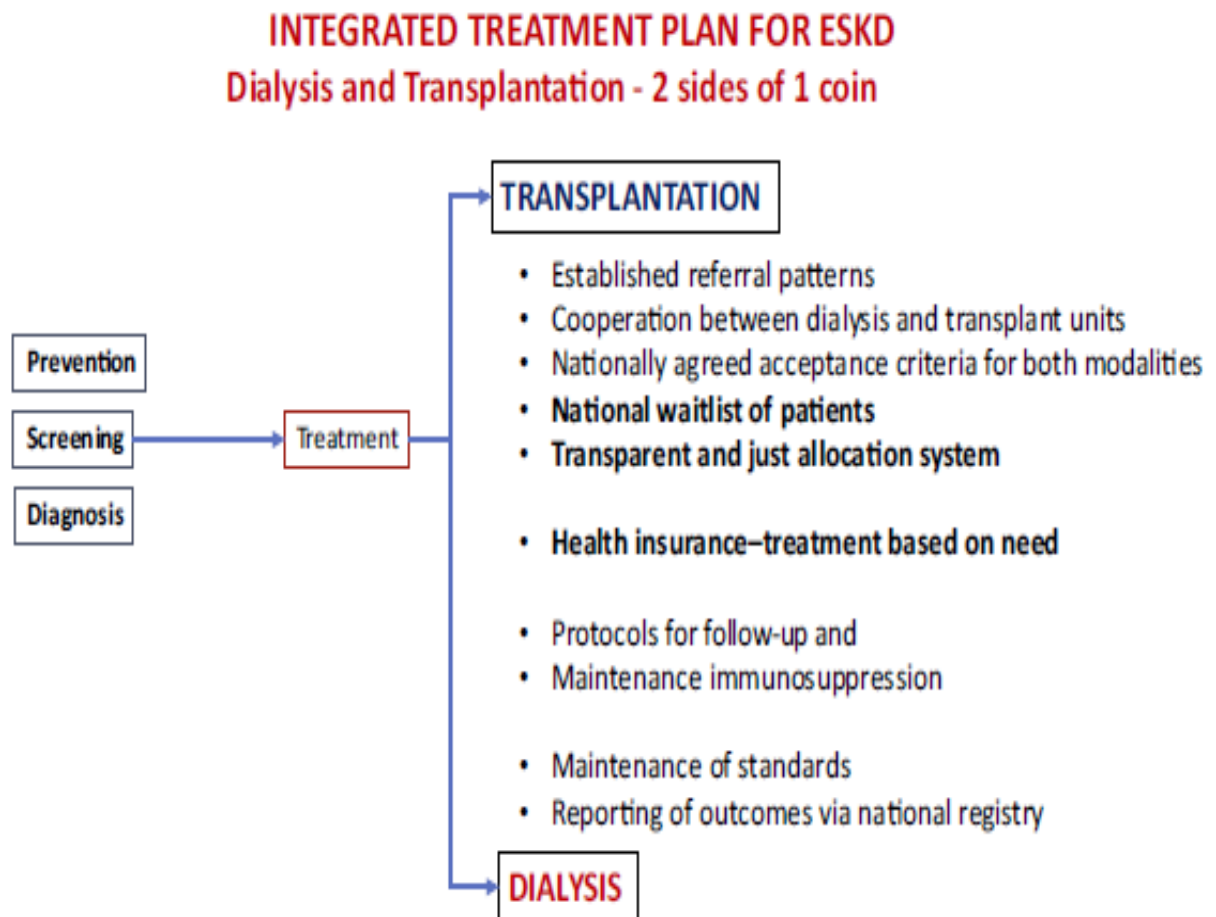 INTEGRATED TREATMENT PLAN FOR ESKD
Dialysis and Transplantation - 2 sides of 1 coin
TRANSPLANTATION
• Established referral patterns
• Cooperation between dialysis and transplant units
• Nationally agreed acceptance criteria for both modalities
• National waitlist of patients
• Transparent and just allocation system
• Health insurance–treatment based on need
• Protocols for follow-up and
• Maintenance immunosuppression
• Maintenance of standards
• Reporting of outcomes via national registry
DIALYSIS
Prevention
Screening
Diagnosis
Treatment